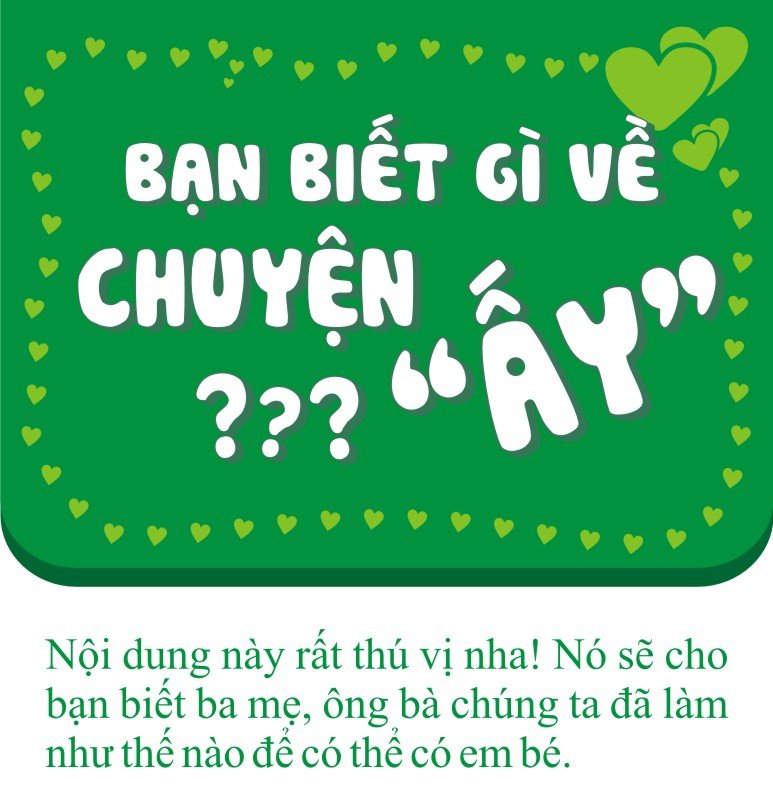 BẠN BIẾT GÌ VỀ
CHUYỆN
??? “ẤY”
Nội dung này rất thú vị nha! Nó sẽ cho
bạn biết ba mẹ, ông bà chúng ta đã làm
như thế nào để có thể có em bé.